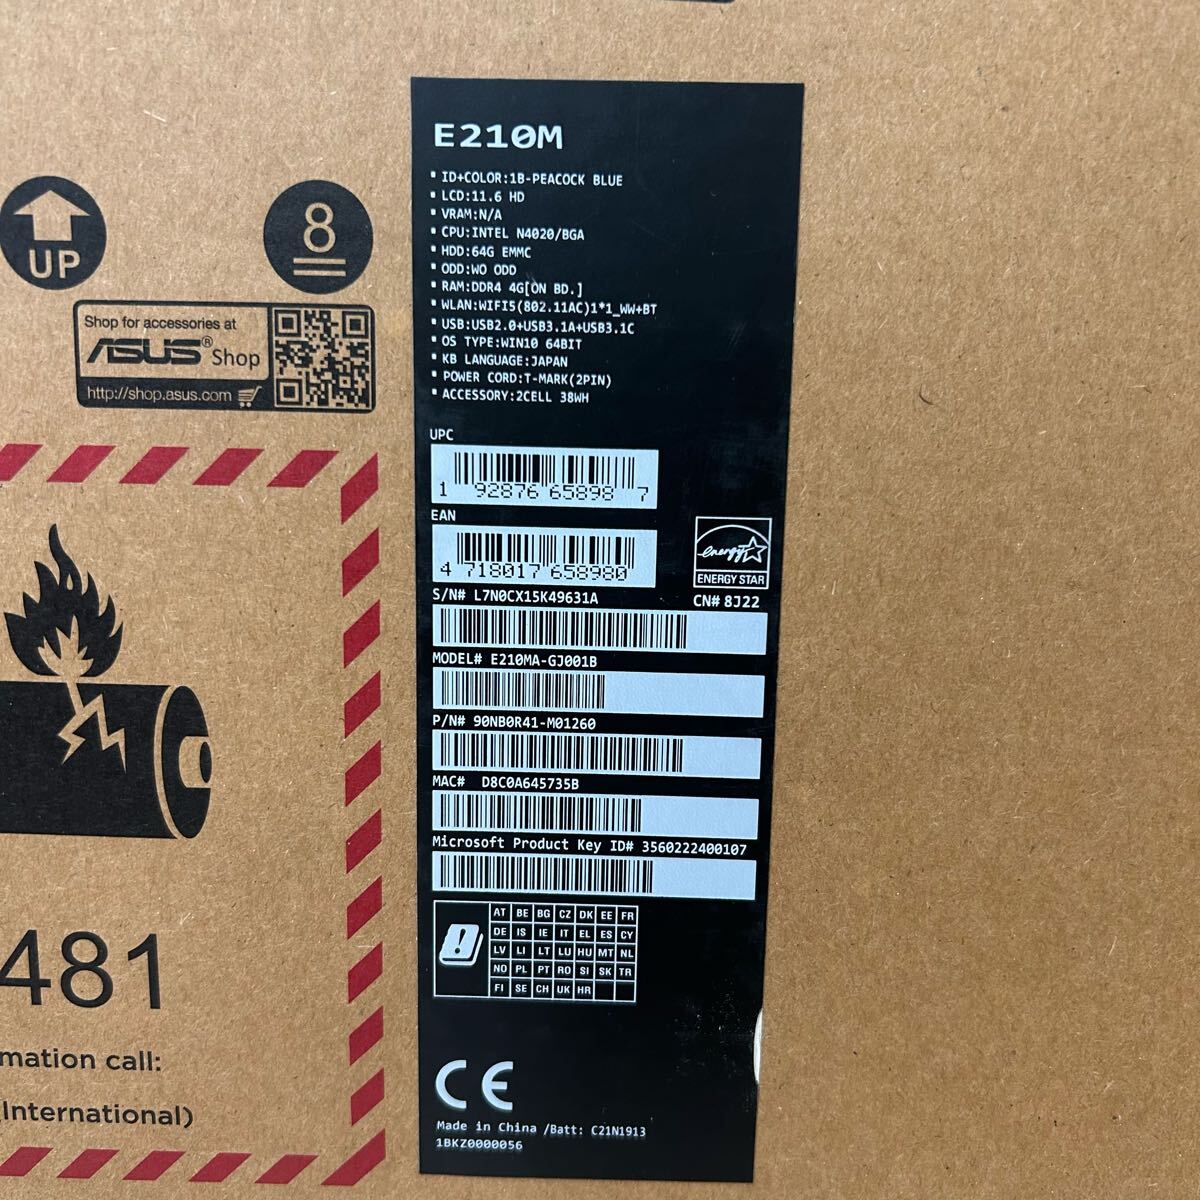 UP
8
Shop for accessories at
ASUS® Shop
http://shop.asus.com
481
mation call:
(International)
E210M
▪ ID+COLOR:1B-PEACOCK BLUE
▪ LCD:11.6 HD
▪ VRAM:N/A
▪ CPU:INTEL N4020/BGA
▪ HDD:64G EMMC
▪ ODD:WO ODD
▪ RAM:DDR4 4G[ON BD.]
▪ WLAN:WIFI5(802.11AC)1*1_WW+BT
▪ USB:USB2.0+USB3.1A+USB3.1C
▪ OS TYPE:WIN10 64BIT
▪ KB LANGUAGE:JAPAN
▪ POWER CORD:T-MARK(2PIN)
▪ ACCESSORY:2CELL 38WH
UPC
1 92876 65898 7
EAN
4 718017 658980
energy
ENERGY STAR
S/N# L7N0CX15K49631A
CN# 8J22
MODEL# E210MA-GJ001B
P/N# 90NB0R41-M01260
MAC# D8C0A645735B
Microsoft Product Key ID# 3560222400107
AT BE BG CZ DK EE FR
DE IS IE IT EL ES CY
LV LI LT LU HU MT NL
NO PL PT RO SI SK TR
FI SE CH UK HR
CE
Made in China /Batt: C21N1913
1BKZ0000056